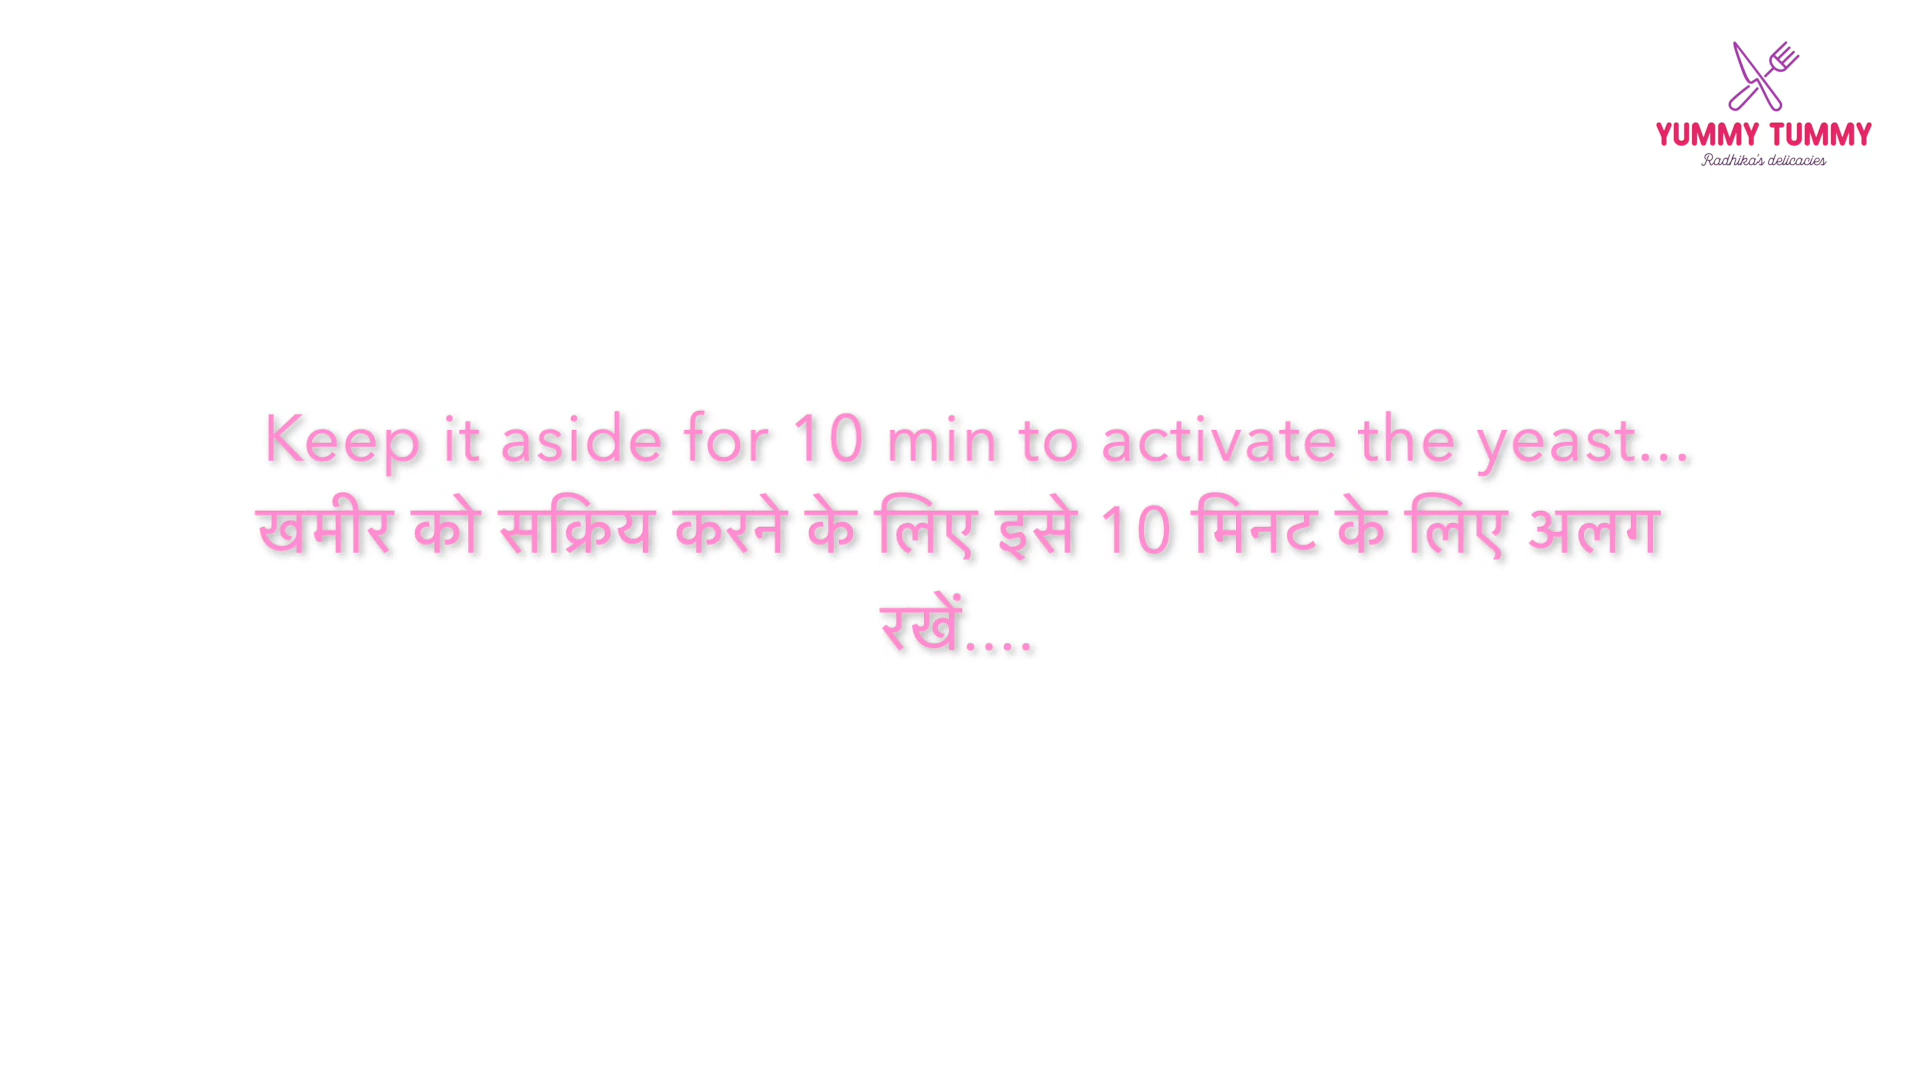 YUMMY TUMMY
Radhika's delicacies
Keep it aside for 10 min to activate the yeast...
खमीर को सक्रिय करने के लिए इसे 10 मिनट के लिए अलग
रखें....